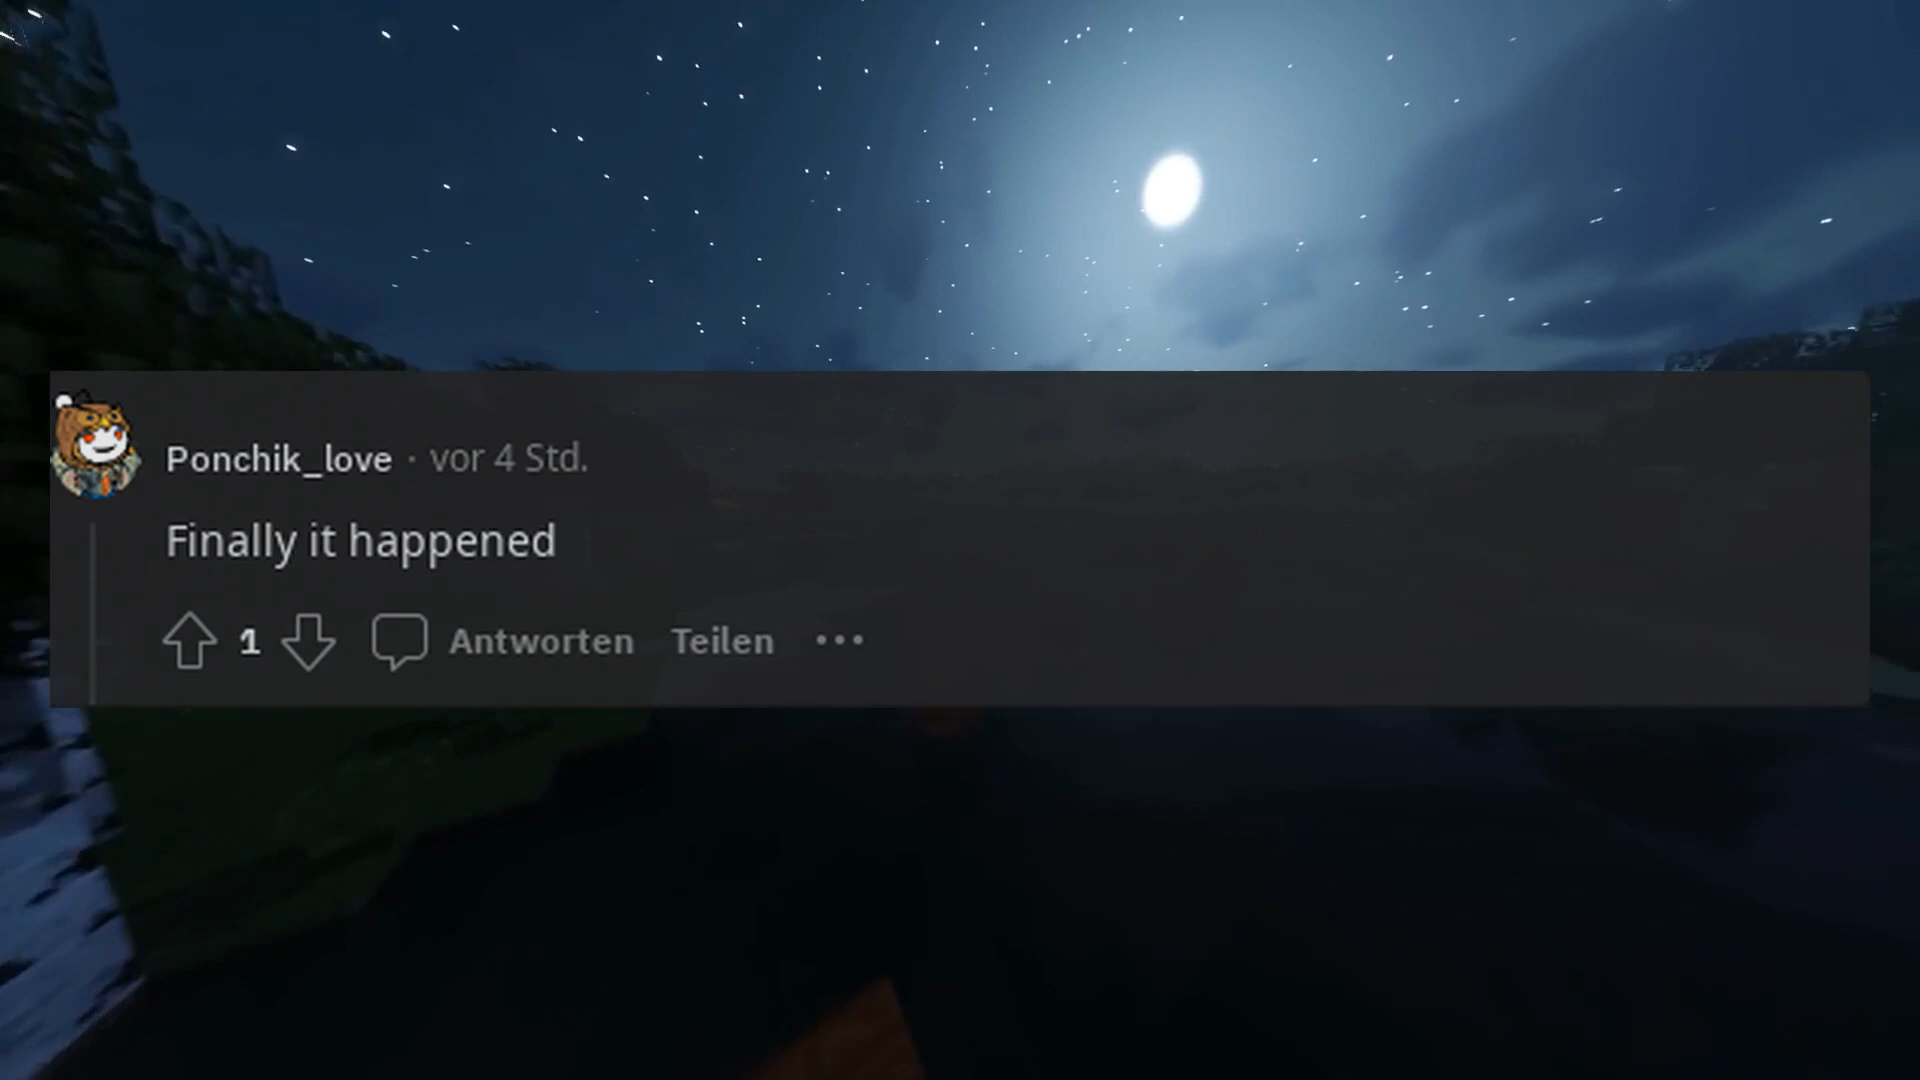 Ponchik_love · vor 4 Std.
Finally it happened
1 Antworten Teilen •••